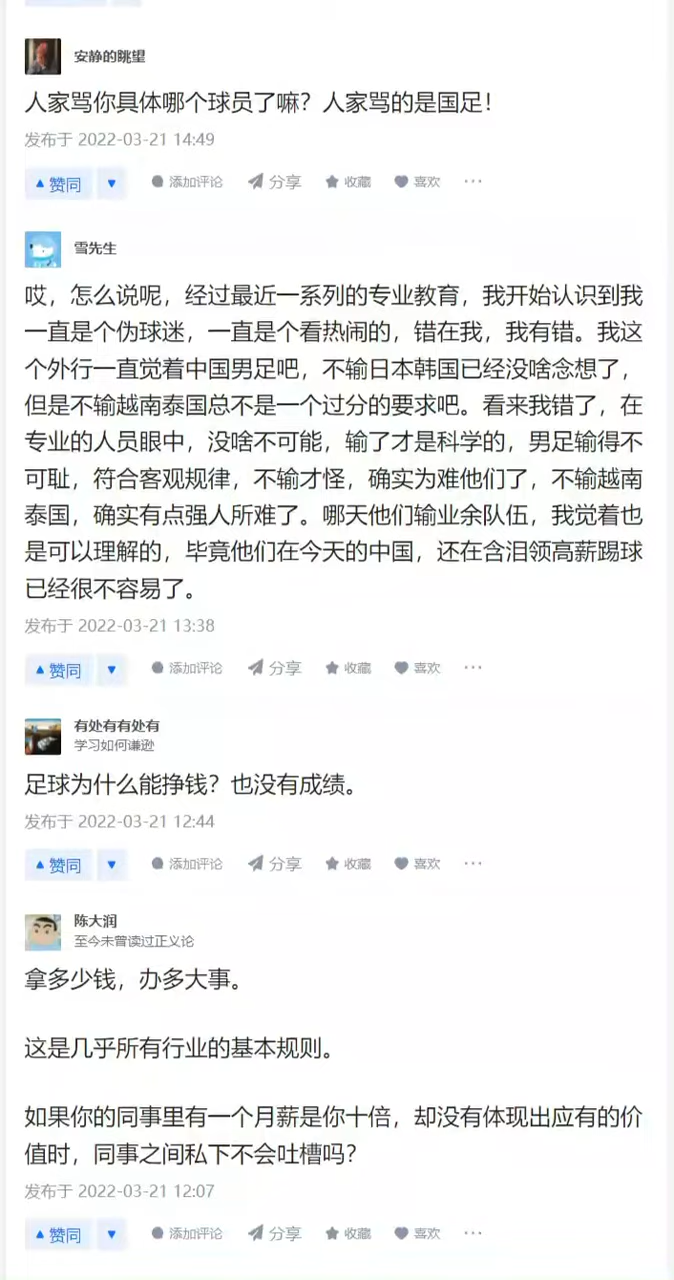 安静的眺望
人家骂你具体哪个球员了嘛？人家骂的是国足！
发布于 2022-03-21 14:49
▲赞同 ▼ 添加评论 分享 收藏 喜欢 ···
雪先生
哎，怎么说呢，经过最近一系列的专业教育，我开始认识到我
一直是个伪球迷，一直是个看热闹的，错在我，我有错。我这
个外行一直觉着中国男足吧，不输日本韩国已经没啥念想了，
但是不输越南泰国总不是一个过分的要求吧。看来我错了，在
专业的人员眼中，没啥不可能，输了才是科学的，男足输得不
可耻，符合客观规律，不输才怪，确实为难他们了，不输越南
泰国，确实有点强人所难了。哪天他们输业余队伍，我觉着也
是可以理解的，毕竟他们在今天的中国，还在含泪领高薪踢球
已经很不容易了。
发布于 2022-03-21 13:38
▲赞同 ▼ 添加评论 分享 收藏 喜欢 ···
有处有有处有
学习如何谦逊
足球为什么能挣钱？也没有成绩。
发布于 2022-03-21 12:44
▲赞同 ▼ 添加评论 分享 收藏 喜欢 ···
陈大润
至今未曾读过正义论
拿多少钱，办多大事。
这是几乎所有行业的基本规则。
如果你的同事里有一个月薪是你十倍，却没有体现出应有的价
值时，同事之间私下不会吐槽吗？
发布于 2022-03-21 12:07
▲赞同 ▼ 添加评论 分享 收藏 喜欢 ···